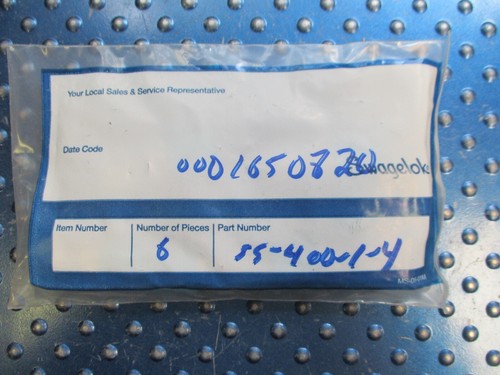 Your Local Sales & Service Representative
Date Code
Swagelok
Item Number Number of Pieces Part Number
6 SS-400-1-4